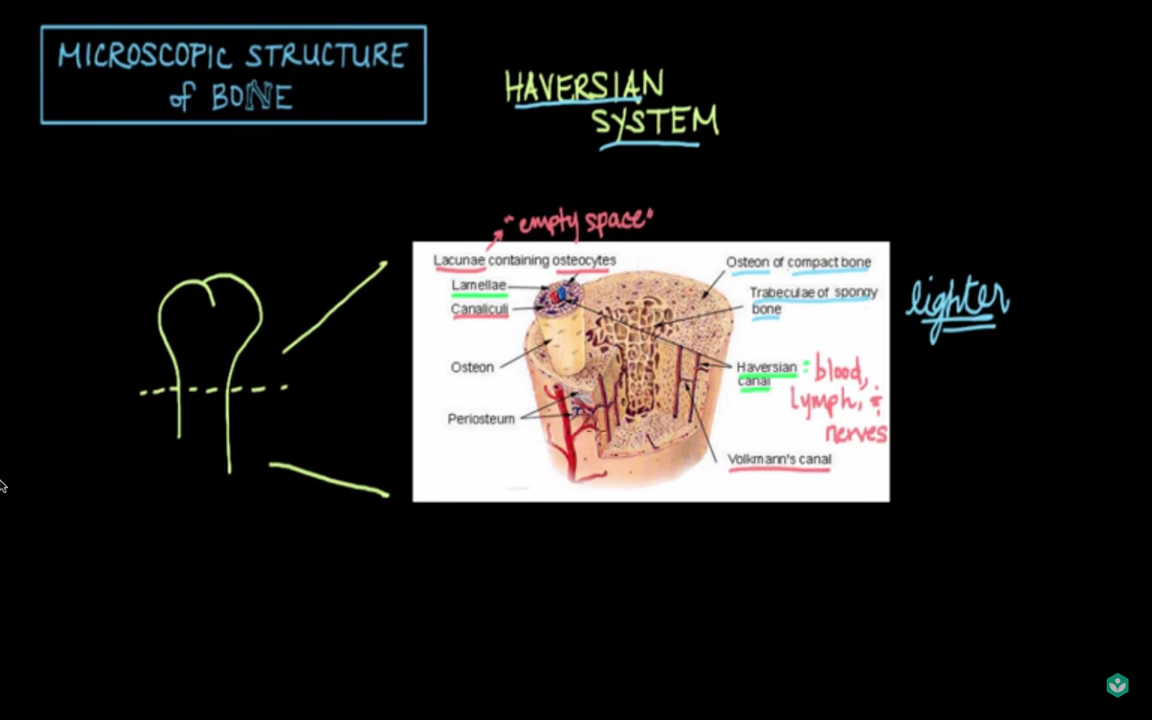 MICROSCOPIC STRUCTURE
of BONE
HAVERSIAN
SYSTEM
"empty space"
Lacunae containing osteocytes
Lamellae
Canaliculi
Osteon
Periosteum
Osteon of compact bone
Trabeculae of spongy
bone
Haversian : blood,
canal lymph, &
nerves
Volkmann's canal
lighter